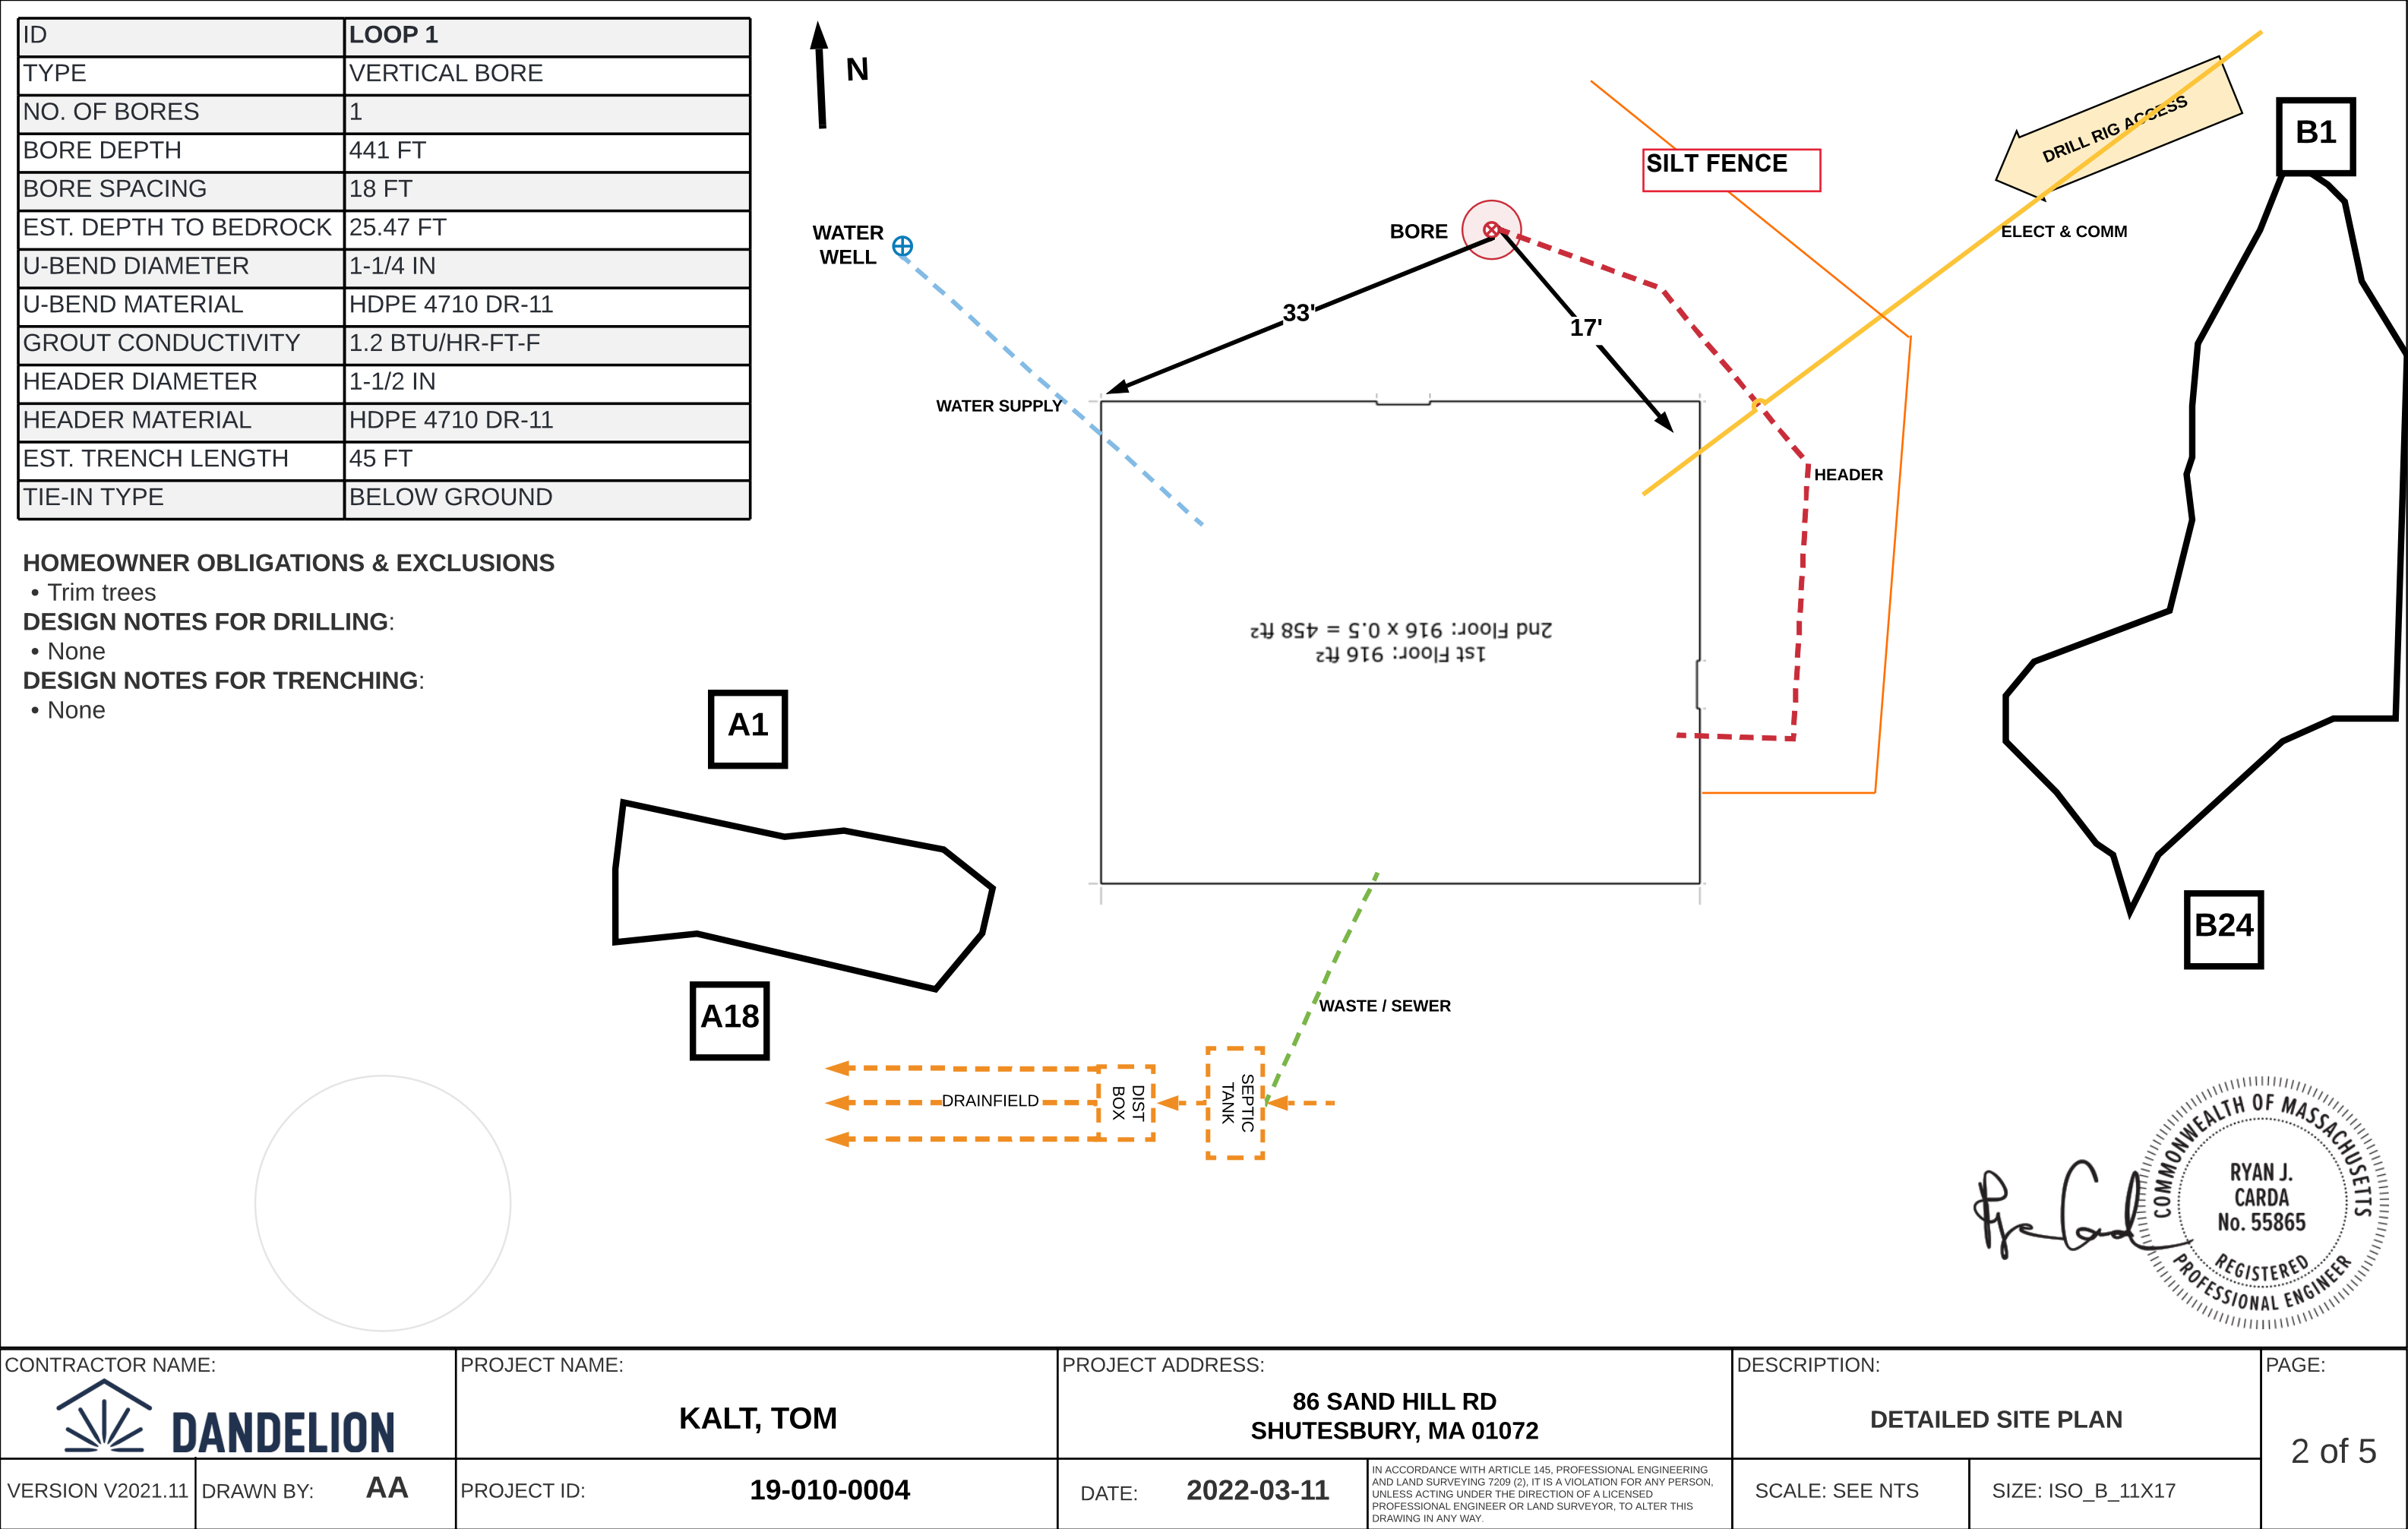 ID LOOP 1
TYPE VERTICAL BORE
NO. OF BORES 1
BORE DEPTH 441 FT
BORE SPACING 18 FT
EST. DEPTH TO BEDROCK 25.47 FT
U-BEND DIAMETER 1-1/4 IN
U-BEND MATERIAL HDPE 4710 DR-11
GROUT CONDUCTIVITY 1.2 BTU/HR-FT-F
HEADER DIAMETER 1-1/2 IN
HEADER MATERIAL HDPE 4710 DR-11
EST. TRENCH LENGTH 45 FT
TIE-IN TYPE BELOW GROUND
HOMEOWNER OBLIGATIONS & EXCLUSIONS
• Trim trees
DESIGN NOTES FOR DRILLING:
• None
DESIGN NOTES FOR TRENCHING:
• None
N
WATER
WELL
WATER SUPPLY
BORE
33'
17'
SILT FENCE
DRILL RIG ACCESS
ELECT & COMM
HEADER
B1
B24
1st Floor: 916 ft²
2nd Floor: 916 x 0.5 = 458 ft²
A1
A18
WASTE / SEWER
DRAINFIELD
DIST
BOX
SEPTIC
TANK
COMMONWEALTH OF MASSACHUSETTS
RYAN J.
CARDA
No. 55865
REGISTERED
PROFESSIONAL ENGINEER
CONTRACTOR NAME:
DANDELION
VERSION V2021.11
DRAWN BY: AA
PROJECT NAME:
KALT, TOM
PROJECT ID: 19-010-0004
PROJECT ADDRESS:
86 SAND HILL RD
SHUTESBURY, MA 01072
DATE: 2022-03-11
IN ACCORDANCE WITH ARTICLE 145, PROFESSIONAL ENGINEERING
AND LAND SURVEYING 7209 (2), IT IS A VIOLATION FOR ANY PERSON,
UNLESS ACTING UNDER THE DIRECTION OF A LICENSED
PROFESSIONAL ENGINEER OR LAND SURVEYOR, TO ALTER THIS
DRAWING IN ANY WAY.
DESCRIPTION:
DETAILED SITE PLAN
SCALE: SEE NTS
SIZE: ISO_B_11X17
PAGE:
2 of 5